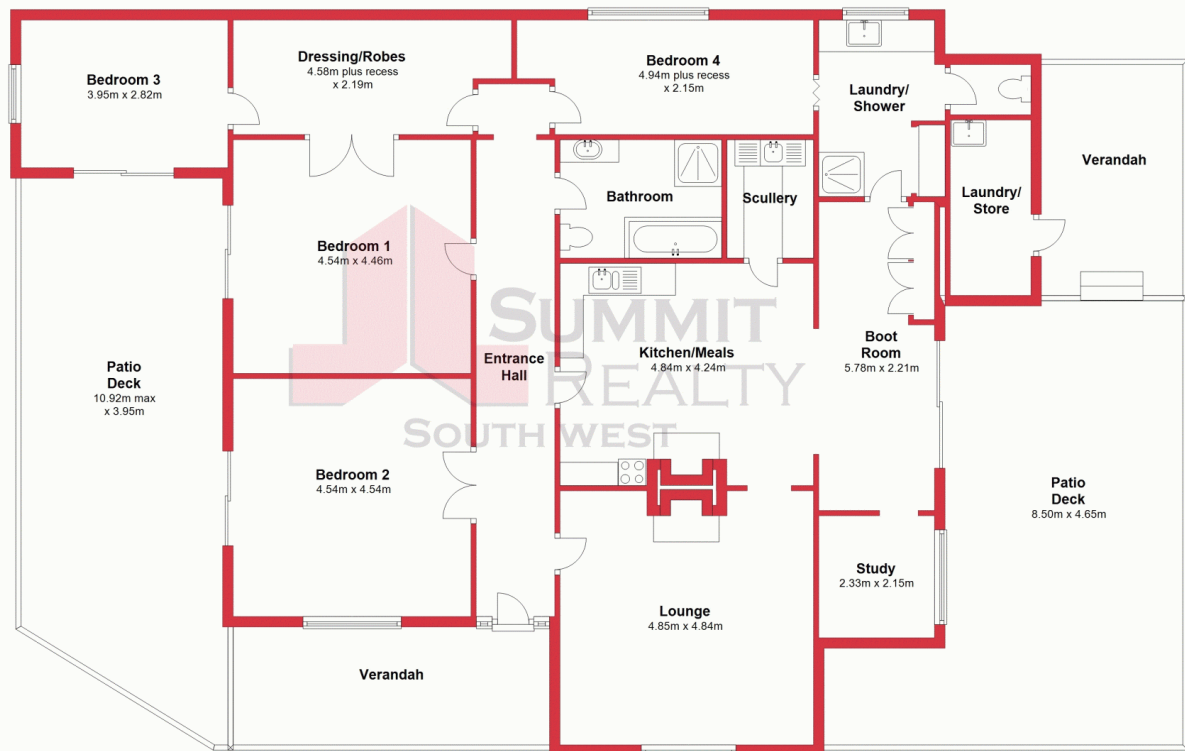 Bedroom 3
3.95m x 2.82m
Dressing/Robes
4.58m plus recess
x 2.19m
Bedroom 4
4.94m plus recess
x 2.15m
Laundry/
Shower
Verandah
Laundry/
Store
Bathroom
Scullery
Bedroom 1
4.54m x 4.46m
SUMMIT
REALTY
SOUTH WEST
Entrance
Hall
Kitchen/Meals
4.84m x 4.24m
Boot
Room
5.78m x 2.21m
Patio
Deck
10.92m max
x 3.95m
Bedroom 2
4.54m x 4.54m
Patio
Deck
8.50m x 4.65m
Study
2.33m x 2.15m
Lounge
4.85m x 4.84m
Verandah